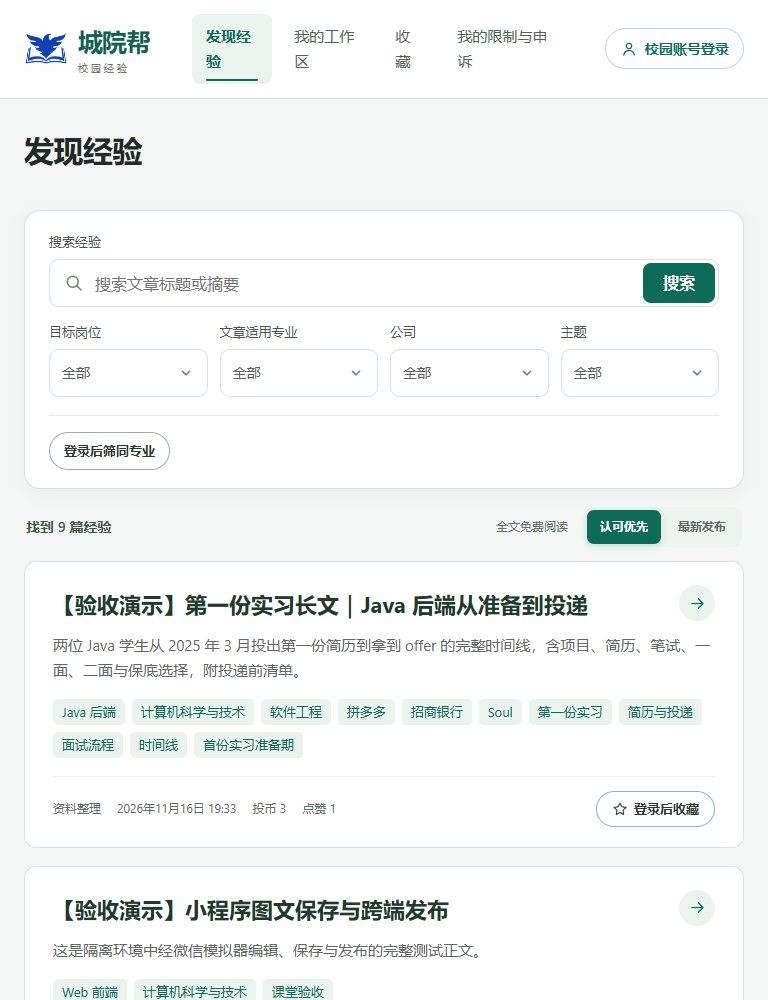 城院帮
校园经验
发现经
验
我的工作
区
收
藏
我的限制与申
诉
校园账号登录
发现经验
搜索经验
搜索文章标题或摘要
搜索
目标岗位
文章适用专业
公司
主题
全部
全部
全部
全部
登录后筛同专业
找到 9 篇经验
全文免费阅读
认可优先
最新发布
【验收演示】第一份实习长文｜Java 后端从准备到投递
两位 Java 学生从 2025 年 3 月投出第一份简历到拿到 offer 的完整时间线，含项目、简历、笔试、一
面、二面与保底选择，附投递前清单。
Java 后端 计算机科学与技术 软件工程 拼多多 招商银行 Soul 第一份实习 简历与投递
面试流程 时间线 首份实习准备期
资料整理 2026年11月16日 19:33 投币 3 点赞 1
登录后收藏
【验收演示】小程序图文保存与跨端发布
这是隔离环境中经微信模拟器编辑、保存与发布的完整测试正文。
Web 前端 计算机科学与技术 课堂验收